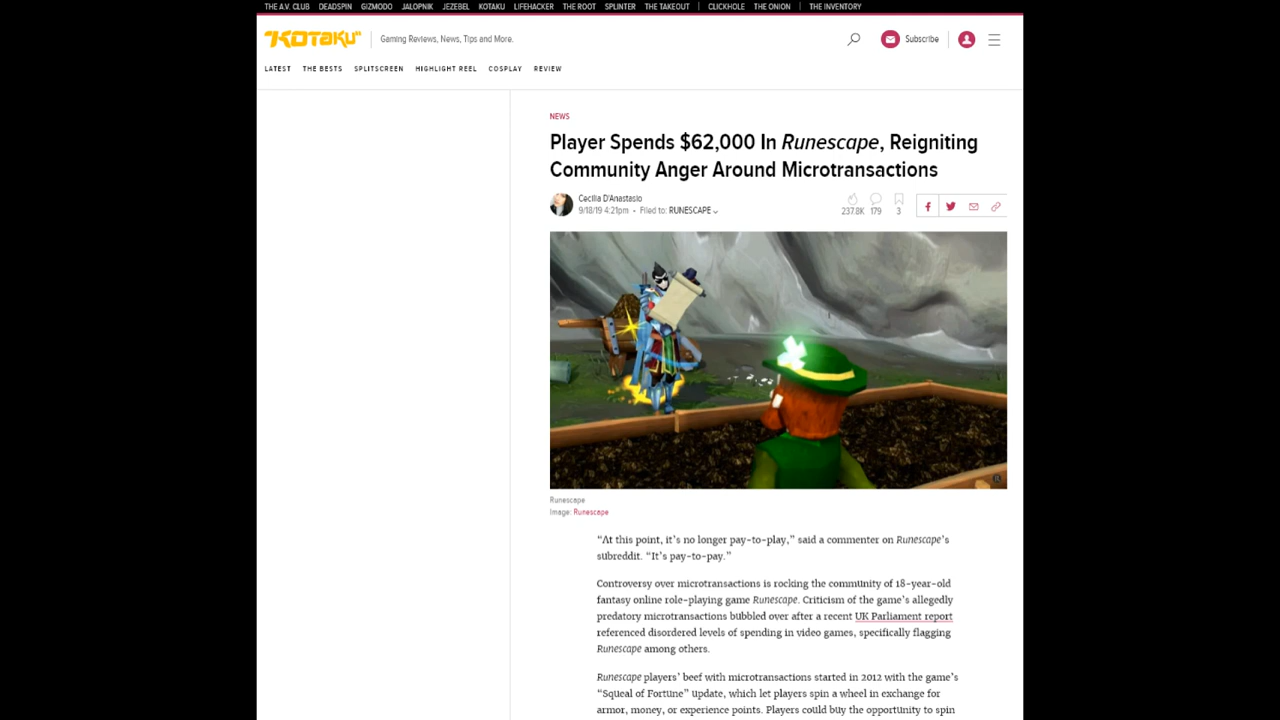 THE A.V. CLUB DEADSPIN GIZMODO JALOPNIK JEZEBEL KOTAKU LIFEHACKER THE ROOT SPLINTER THE TAKEOUT CLICKHOLE THE ONION THE INVENTORY
KOTAKU Gaming Reviews, News, Tips and More. Subscribe
LATEST THE BESTS SPLITSCREEN HIGHLIGHT REEL COSPLAY REVIEW
NEWS
Player Spends $62,000 In Runescape, Reigniting
Community Anger Around Microtransactions
Cecilia D'Anastasio
9/18/19 4:21pm • Filed to: RUNESCAPE
237.8K 179 3
Runescape
Image: Runescape
“At this point, it’s no longer pay-to-play,” said a commenter on Runescape’s
subreddit. “It’s pay-to-pay.”
Controversy over microtransactions is rocking the community of 18-year-old
fantasy online role-playing game Runescape. Criticism of the game’s allegedly
predatory microtransactions bubbled over after a recent UK Parliament report
referenced disordered levels of spending in video games, specifically flagging
Runescape among others.
Runescape players’ beef with microtransactions started in 2012 with the game’s
“Squeal of Fortune” update, which let players spin a wheel in exchange for
armor, money, or experience points. Players could buy the opportunity to spin